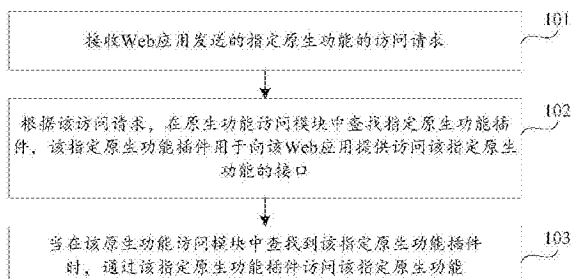 接收Web应用发送的指定原生功能的访问请求
101
根据该访问请求，在原生功能访问模块中查找指定原生功能插
件，该指定原生功能插件用于向该Web应用提供访问该指定原生
功能的接口
102
当在该原生功能访问模块中查找到该指定原生功能插件
时，通过该指定原生功能插件访问该指定原生功能
103